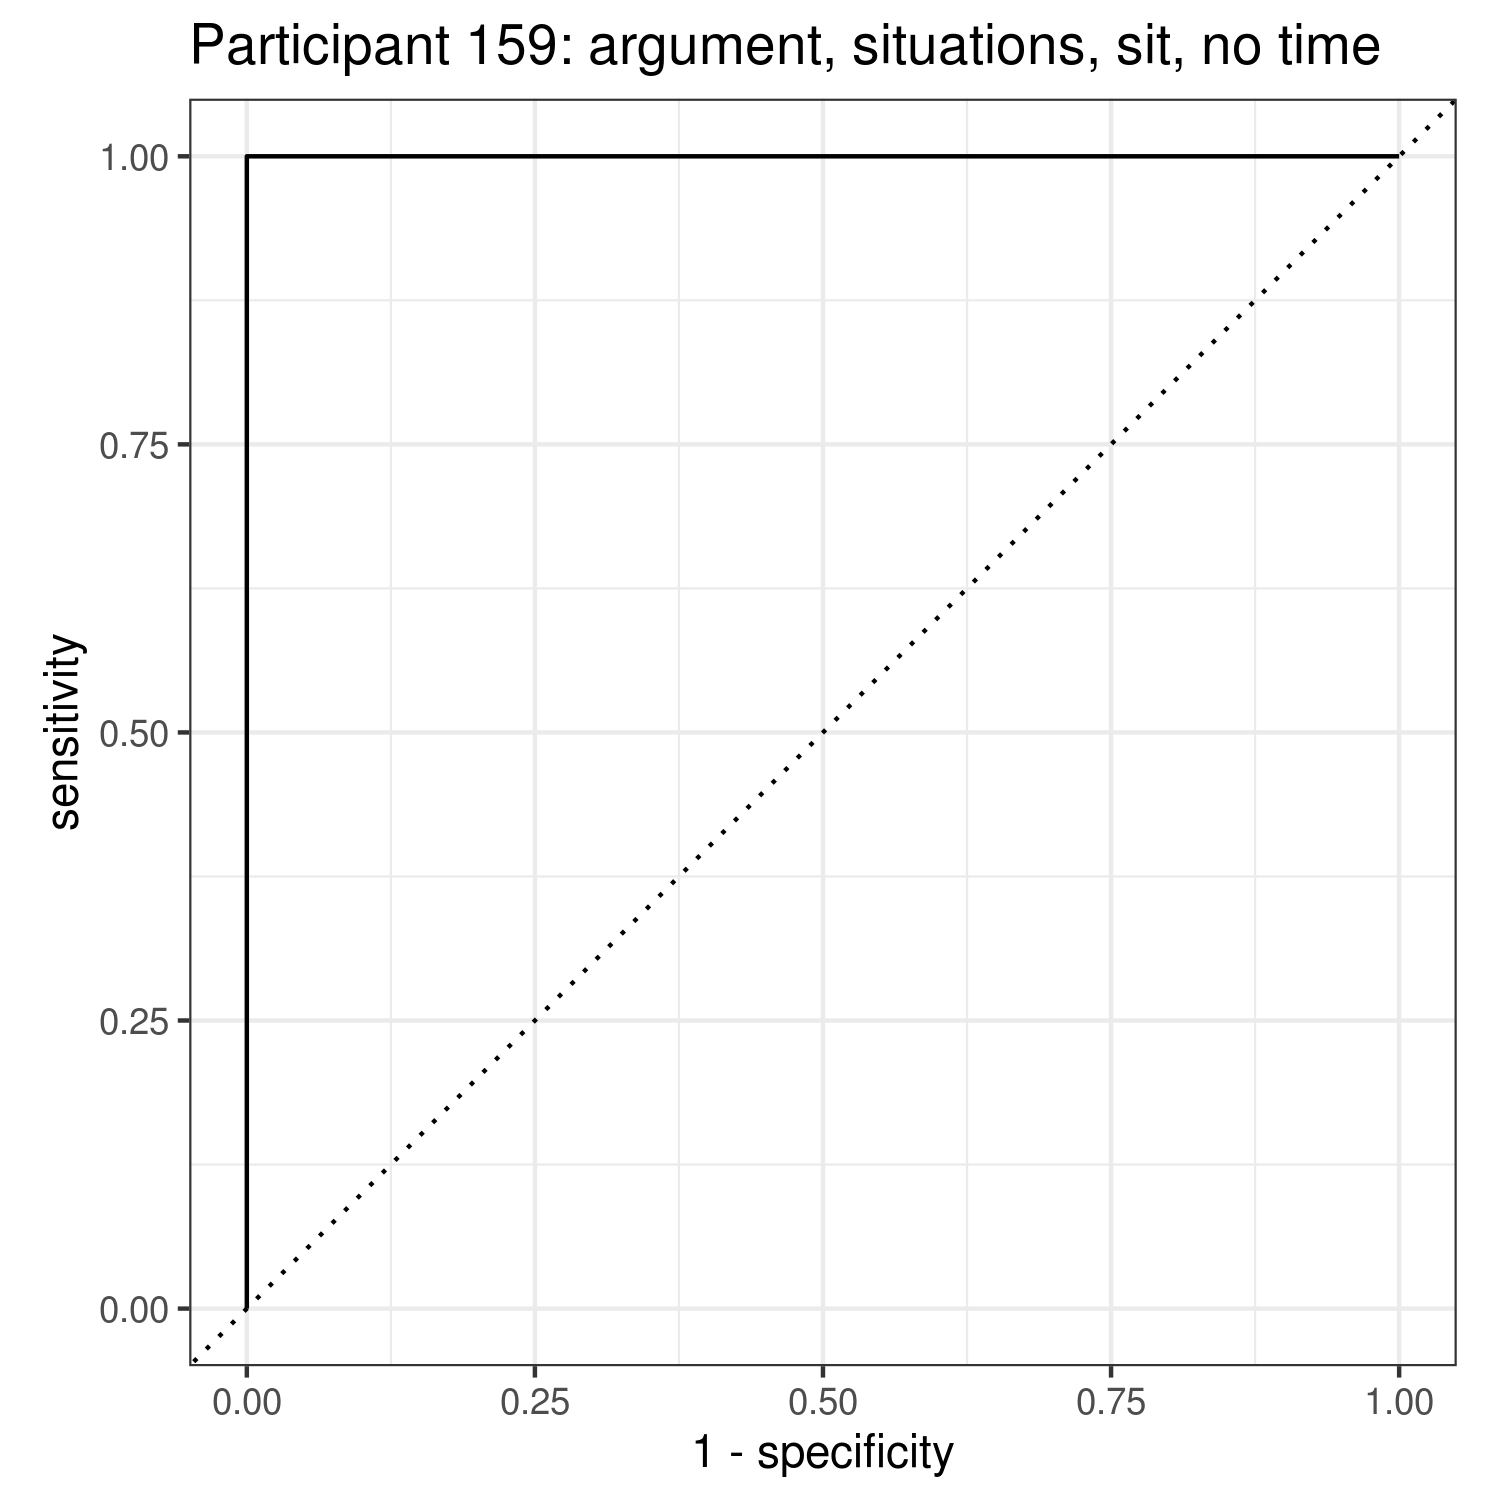 Participant 159: argument, situations, sit, no time
1.00
0.75
0.50
0.25
0.00
sensitivity
0.00 0.25 0.50 0.75 1.00
1 - specificity